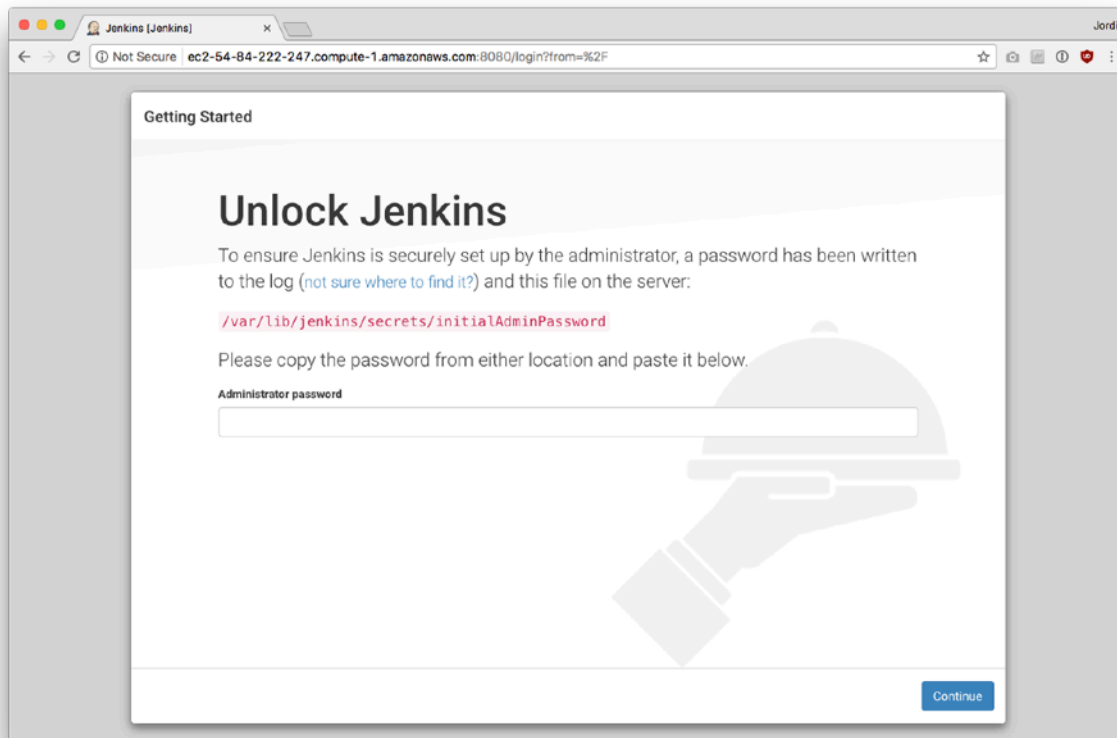 Jenkins [Jenkins]
Jordi
Not Secure ec2-54-84-222-247.compute-1.amazonaws.com:8080/login?from=%2F
Getting Started
Unlock Jenkins
To ensure Jenkins is securely set up by the administrator, a password has been written
to the log (not sure where to find it?) and this file on the server:
/var/lib/jenkins/secrets/initialAdminPassword
Please copy the password from either location and paste it below.
Administrator password
Continue